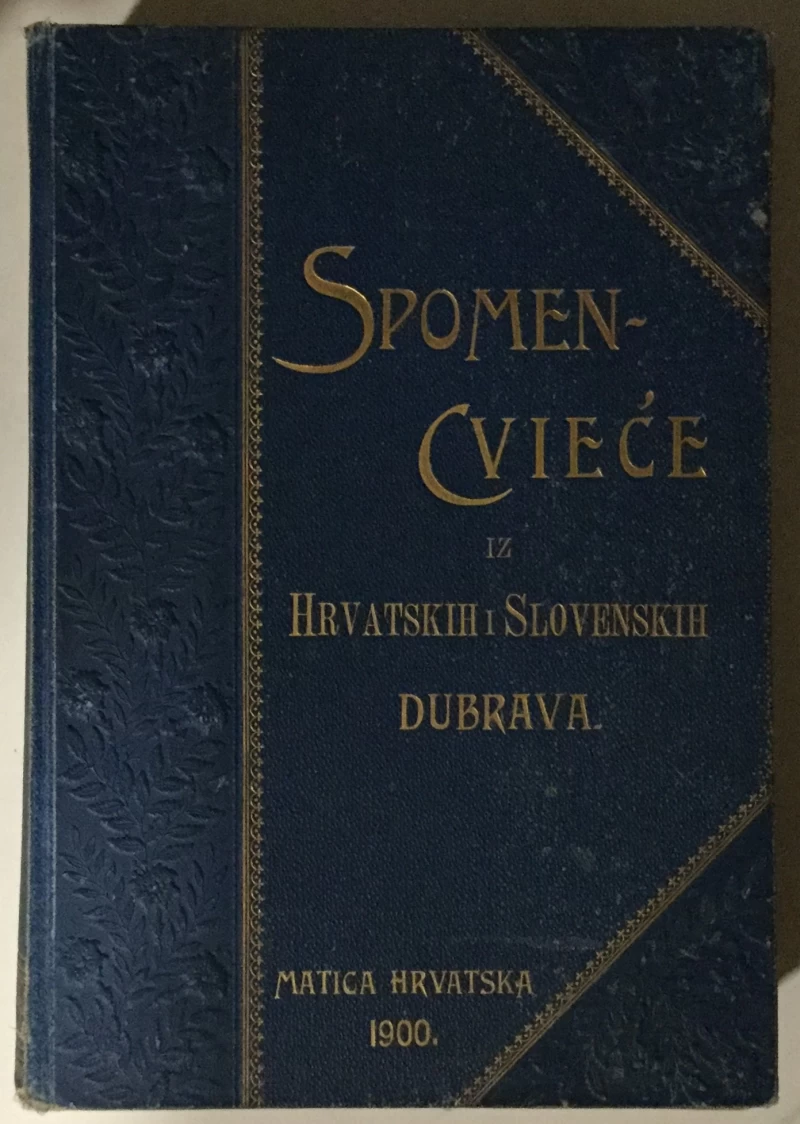 SPOMEN-
CVIEĆE
IZ
HRVATSKIH I SLOVENSKIH
DUBRAVA.
MATICA HRVATSKA
1900.